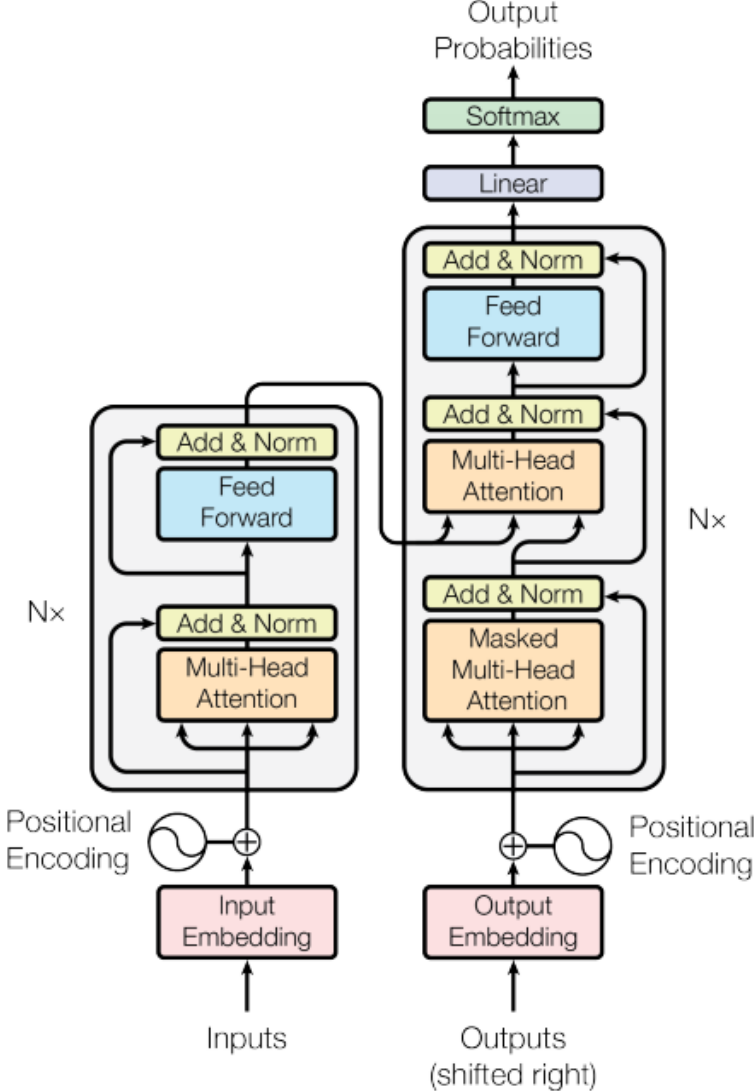 Output
Probabilities
Softmax
Linear
Add & Norm
Feed
Forward
Add & Norm
Multi-Head
Attention
Add & Norm
Masked
Multi-Head
Attention
Nx
Add & Norm
Feed
Forward
Add & Norm
Multi-Head
Attention
Nx
Positional
Encoding
Positional
Encoding
Input
Embedding
Output
Embedding
Inputs
Outputs
(shifted right)